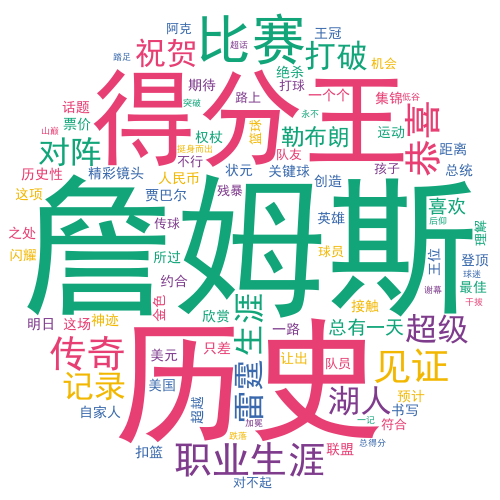 阿克
超话
王冠
踏足
祝贺
比赛
绝杀
打破
机会
话题
期待
打球
一个个
集锦
低谷
票价
突破
路上
永不
恭喜
得分王
山巅
权杖
篮球
勒布朗
运动
对阵
挺身而出
队友
距离
历史性
精彩镜头
不行
状元
关键球
孩子
总统
这项
人民币
残暴
创造
贾巴尔
喜欢
詹姆斯
后仰
理解
之处
传球
英雄
闪耀
所过
球员
王位
登顶
球迷
约合
金色
欣赏
接触
谢幕
最佳
干拔
明日
这场
神迹
生涯
一路
总有一天
超级
传奇
美元
只差
让出
队员
见证
历史
记录
美国
雷霆
湖人
预计
书写
自家人
超越
加冕
一记
符合
跌落
扣篮
职业生涯
联盟
总得分
对不起